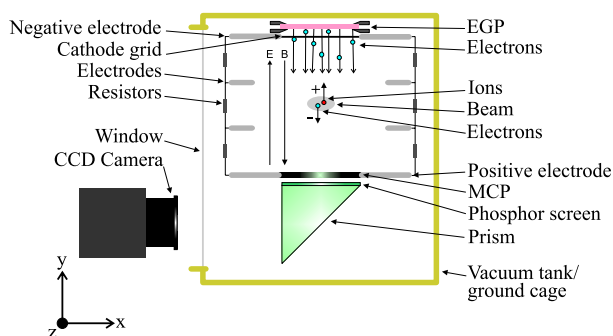 Negative electrode
Cathode grid
Electrodes
Resistors
Window
CCD Camera
E B
+
-
EGP
Electrons
Ions
Beam
Electrons
Positive electrode
MCP
Phosphor screen
Prism
Vacuum tank/
ground cage
y
z
x